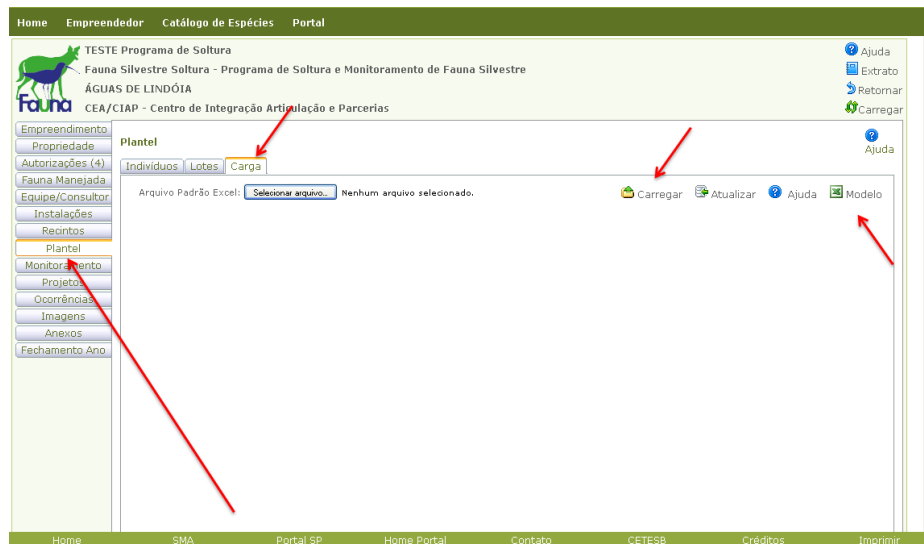 Home Empreendedor Catálogo de Espécies Portal
TESTE Programa de Soltura
Fauna Silvestre Soltura - Programa de Soltura e Monitoramento de Fauna Silvestre
ÁGUAS DE LINDÓIA
CEA/CIAP - Centro de Integração Articulação e Parcerias
Fauna
Ajuda
Extrato
Retornar
Carregar
Empreendimento
Propriedade
Autorizações (4)
Fauna Manejada
Equipe/Consultor
Instalações
Recintos
Plantel
Monitoramento
Projetos
Ocorrências
Imagens
Anexos
Fechamento Ano
Plantel
Ajuda
Indivíduos Lotes Carga
Arquivo Padrão Excel: Selecionar arquivo... Nenhum arquivo selecionado. Carregar Atualizar Ajuda Modelo
Home SMA Portal SP Home Portal Contato CETESB Créditos Imprimir